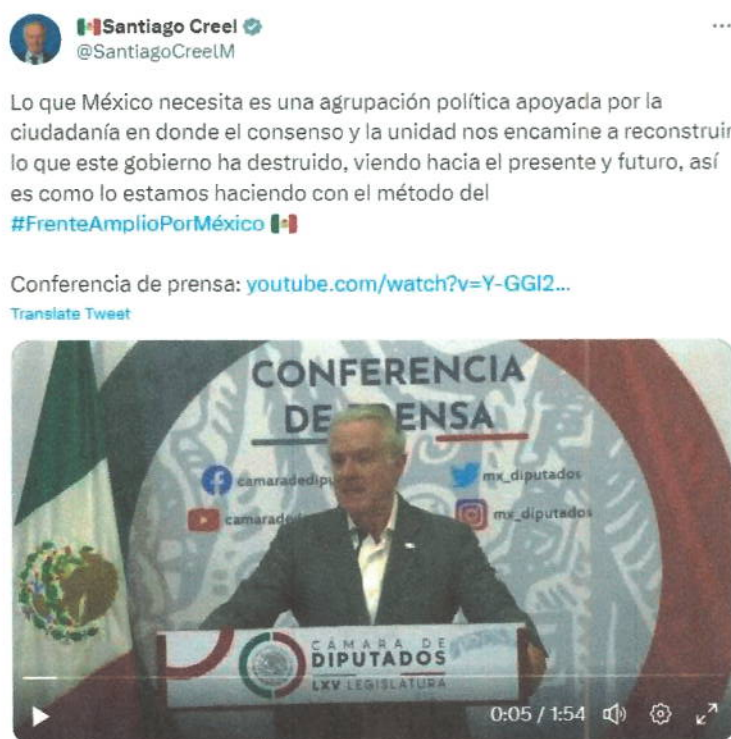 Santiago Creel
@SantiagoCreelM
Lo que México necesita es una agrupación política apoyada por la
ciudadanía en donde el consenso y la unidad nos encamine a reconstruir
lo que este gobierno ha destruido, viendo hacia el presente y futuro, así
es como lo estamos haciendo con el método del
#FrenteAmplioPorMéxico
Conferencia de prensa: youtube.com/watch?v=Y-GGI2...
Translate Tweet
CONFERENCIA
DE PRENSA
camaradedipu
mx_diputados
camarade
mx_diputados
CÁMARA DE
DIPUTADOS
LXV LEGISLATURA
0:05 / 1:54